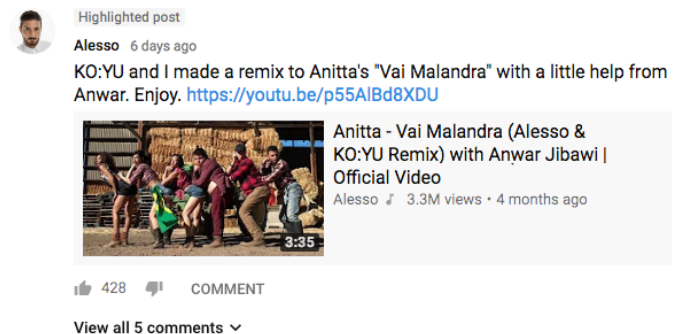 Highlighted post
Alesso 6 days ago
KO:YU and I made a remix to Anitta's "Vai Malandra" with a little help from
Anwar. Enjoy. https://youtu.be/p55AlBd8XDU
Anitta - Vai Malandra (Alesso &
KO:YU Remix) with Anwar Jibawi |
Official Video
Alesso 3.3M views • 4 months ago
3:35
428 COMMENT
View all 5 comments